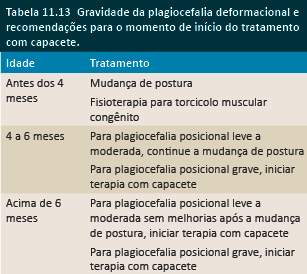 Tabela 11.13 Gravidade da plagiocefalia deformacional e
recomendações para o momento de início do tratamento
com capacete.
Idade Tratamento
Antes dos 4 Mudança de postura
meses
Fisioterapia para torcicolo muscular
congênito
4 a 6 meses Para plagiocefalia posicional leve a
moderada, continue a mudança de postura
Para plagiocefalia posicional grave, iniciar
terapia com capacete
Acima de 6 Para plagiocefalia posicional leve a
meses moderada sem melhorias após a mudança
de postura, iniciar terapia com capacete
Para plagiocefalia posicional grave, iniciar
terapia com capacete